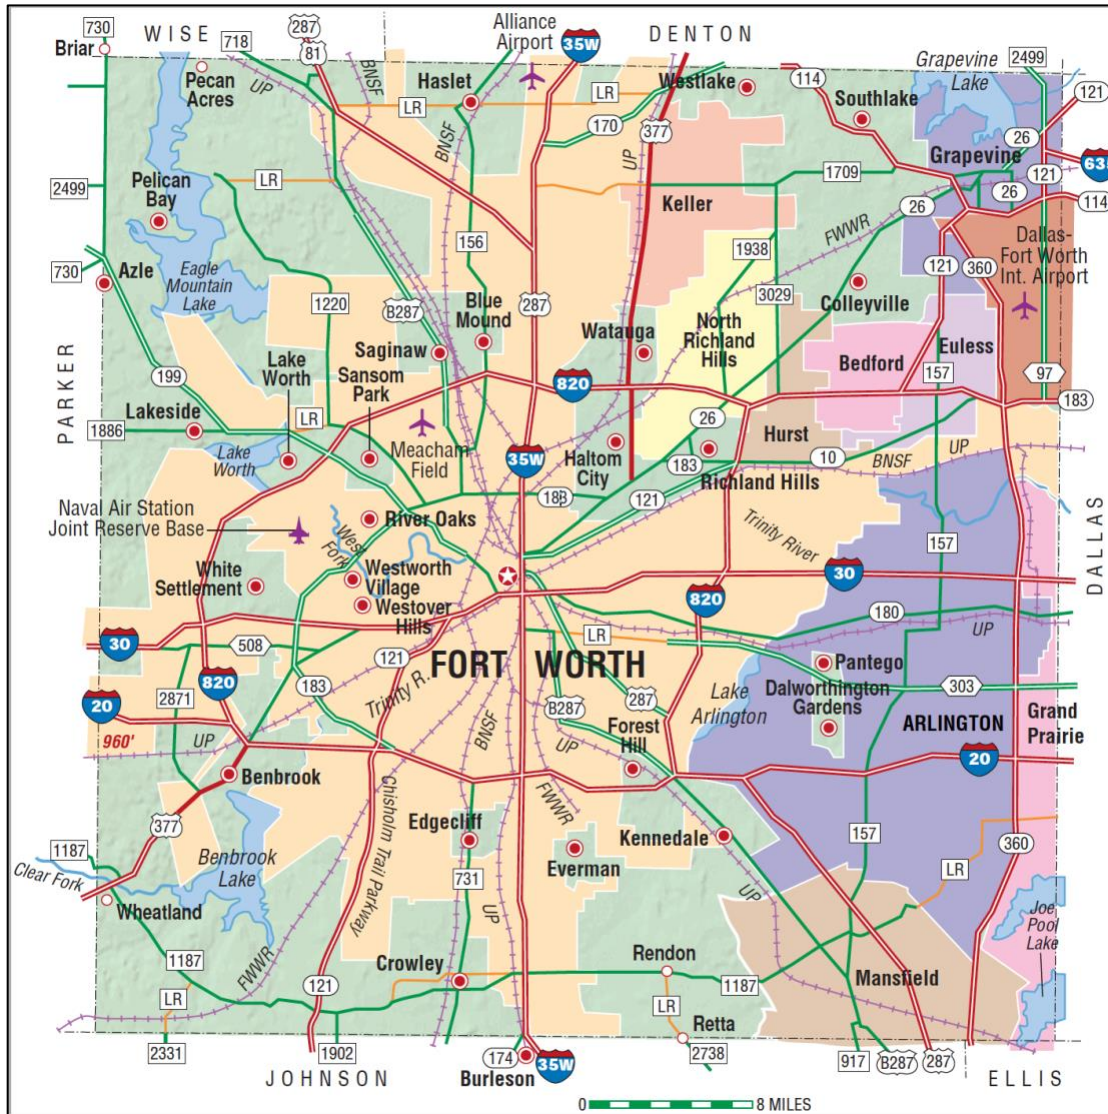 730
WISE
287
81
718
Alliance
Airport
35W
DENTON
Grapevine
Lake
2499
121
Briar
Pecan
Acres
UP
BNSF
Haslet
LR
LR
170
377
Westlake
114
Southlake
26
Grapevine
121
635
114
26
2499
Pelican
Bay
LR
BNSF
UP
Keller
1709
26
FWWR
Dallas-
Fort Worth
Int. Airport
730
Azle
Eagle
Mountain
Lake
156
1220
B287
Blue
Mound
287
1938
3029
Colleyville
121
360
Watauga
North
Richland
Hills
Bedford
Euless
157
97
183
PARKER
199
Lake
Worth
Saginaw
Sansom
Park
820
Lakeside
1886
LR
Lake
Worth
Meacham
Field
35W
Haltom
City
26
183
Hurst
Richland Hills
10
BNSF
UP
Naval Air Station
Joint Reserve Base
183
121
River Oaks
West
Fork
Trinity River
157
DALLAS
White
Settlement
Westworth
Village
Westover
Hills
820
30
180
UP
30
508
121
FORT WORTH
LR
Pantego
Dalworthington
Gardens
303
820
2871
183
Trinity R.
287
B287
Lake
Arlington
20
960'
UP
BNSF
UP
Forest
Hill
ARLINGTON
Grand
Prairie
20
Benbrook
FWWR
377
Chisholm Trail Parkway
Edgecliff
Everman
Kennedale
157
360
1187
Clear Fork
Benbrook
Lake
731
UP
UP
LR
Wheatland
Joe
Pool
Lake
1187
FWWR
Crowley
Rendon
1187
Mansfield
LR
121
LR
LR
Retta
2331
1902
174
Burleson
35W
2738
917
B287
287
JOHNSON
ELLIS
0
8 MILES